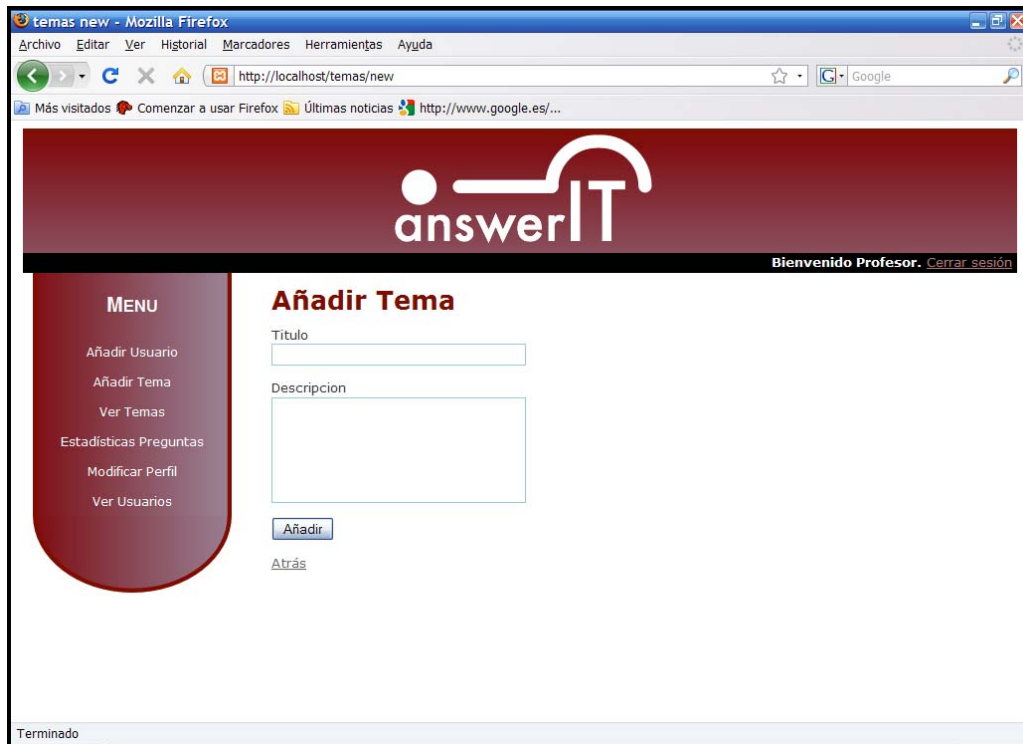 temas new - Mozilla Firefox
Archivo Editar Ver Historial Marcadores Herramientas Ayuda
http://localhost/temas/new
G Google
Más visitados Comenzar a usar Firefox Últimas noticias http://www.google.es/...
answerIT
Bienvenido Profesor. Cerrar sesión
MENU
Añadir Usuario
Añadir Tema
Ver Temas
Estadísticas Preguntas
Modificar Perfil
Ver Usuarios
Añadir Tema
Titulo
Descripcion
Añadir
Atrás
Terminado